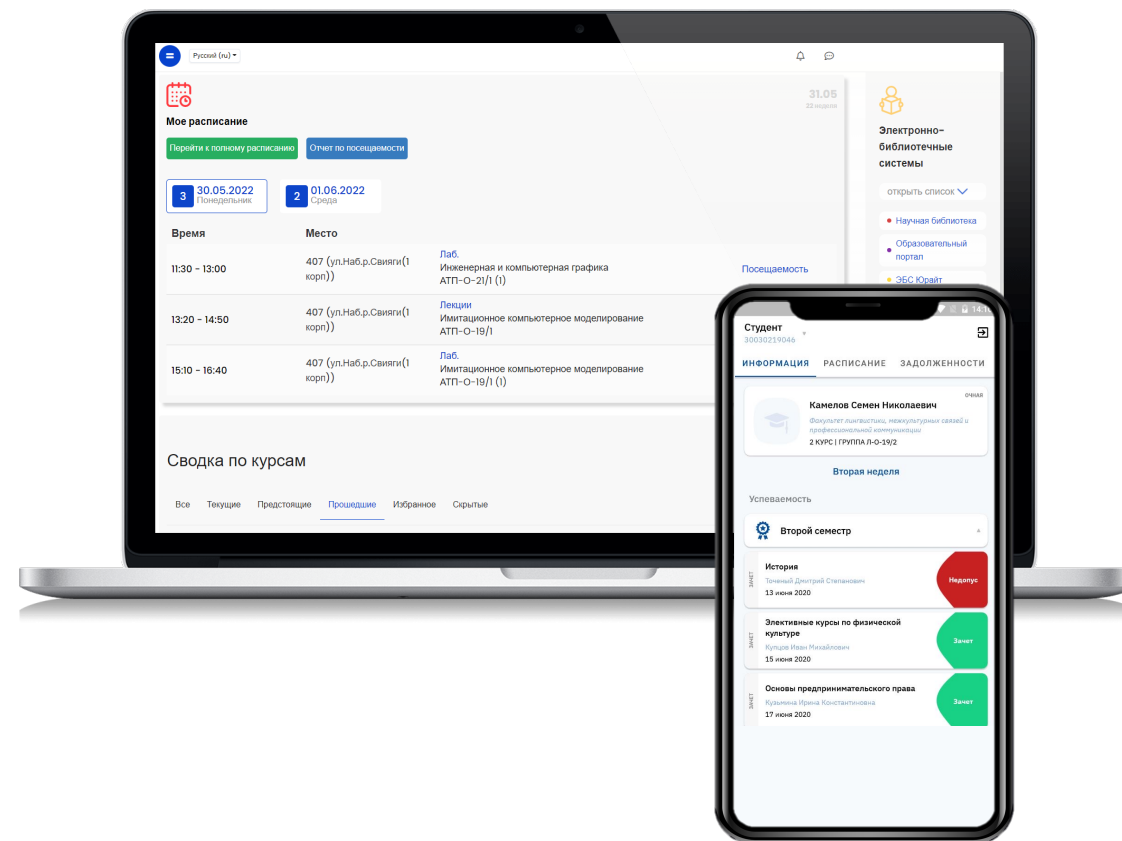 Русский (ru)
31.05
22 неделя
Мое расписание
Перейти к полному расписанию
Отчет по посещаемости
3 30.05.2022
Понедельник
2 01.06.2022
Среда
Время Место
11:30 - 13:00
407 (ул.Наб.р.Свияги(1
корп))
Лаб.
Инженерная и компьютерная графика
АТП-О-21/1 (1)
Посещаемость
13:20 - 14:50
407 (ул.Наб.р.Свияги(1
корп))
Лекции
Имитационное компьютерное моделирование
АТП-О-19/1
15:10 - 16:40
407 (ул.Наб.р.Свияги(1
корп))
Лаб.
Имитационное компьютерное моделирование
АТП-О-19/1 (1)
Сводка по курсам
Все Текущие Предстоящие Прошедшие Избранное Скрытые
Электронно-
библиотечные
системы
открыть список
Научная библиотека
Образовательный
портал
ЭБС Юрайт
14:10
Студент
30030219046
ИНФОРМАЦИЯ РАСПИСАНИЕ ЗАДОЛЖЕННОСТИ
ОЧНАЯ
Камелов Семен Николаевич
Факультет лингвистики, межкультурных связей и
профессиональной коммуникации
2 КУРС | ГРУППА Л-О-19/2
Вторая неделя
Успеваемость
Второй семестр
ЗАЧЕТ
История
Точеный Дмитрий Степанович
13 июня 2020
Недопус
ЗАЧЕТ
Элективные курсы по физической
культуре
Купцов Иван Михайлович
15 июня 2020
Зачет
ЗАЧЕТ
Основы предпринимательского права
Кузьмина Ирина Константиновна
17 июня 2020
Зачет